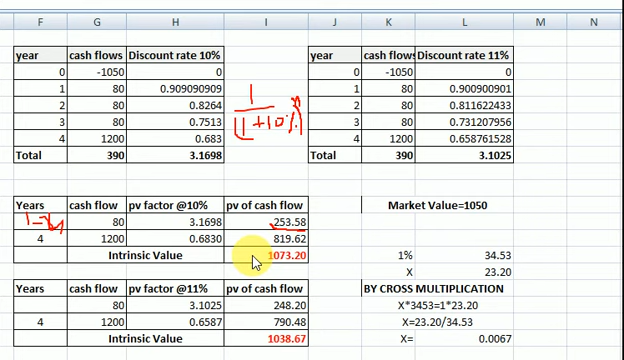 F G H I J K L M N
year cash flows Discount rate 10%
0 -1050 0
1 80 0.909090909
2 80 0.8264
3 80 0.7513
4 1200 0.683
Total 390 3.1698
1
1+10%
year cash flows Discount rate 11%
0 -1050 0
1 80 0.900900901
2 80 0.811622433
3 80 0.731207956
4 1200 0.658761528
Total 390 3.1025
Years cash flow pv factor @10% pv of cash flow
80 3.1698 253.58
4 1200 0.6830 819.62
Intrinsic Value 1073.20
Years cash flow pv factor @11% pv of cash flow
80 3.1025 248.20
4 1200 0.6587 790.48
Intrinsic Value 1038.67
Market Value=1050
1% 34.53
X 23.20
BY CROSS MULTIPLICATION
X*3453=1*23.20
X=23.20/34.53
X= 0.0067